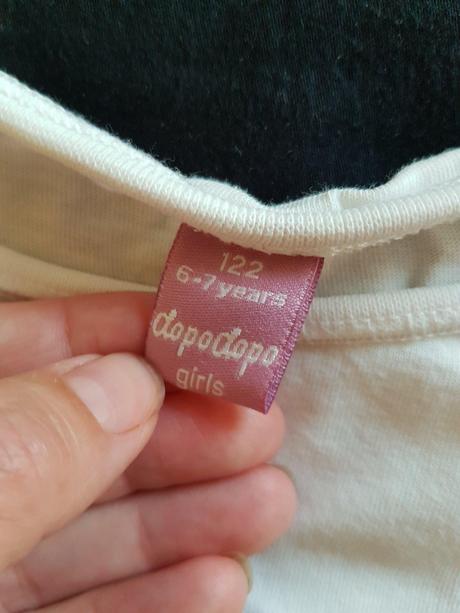 122
6-7 years
dopodopo
girls